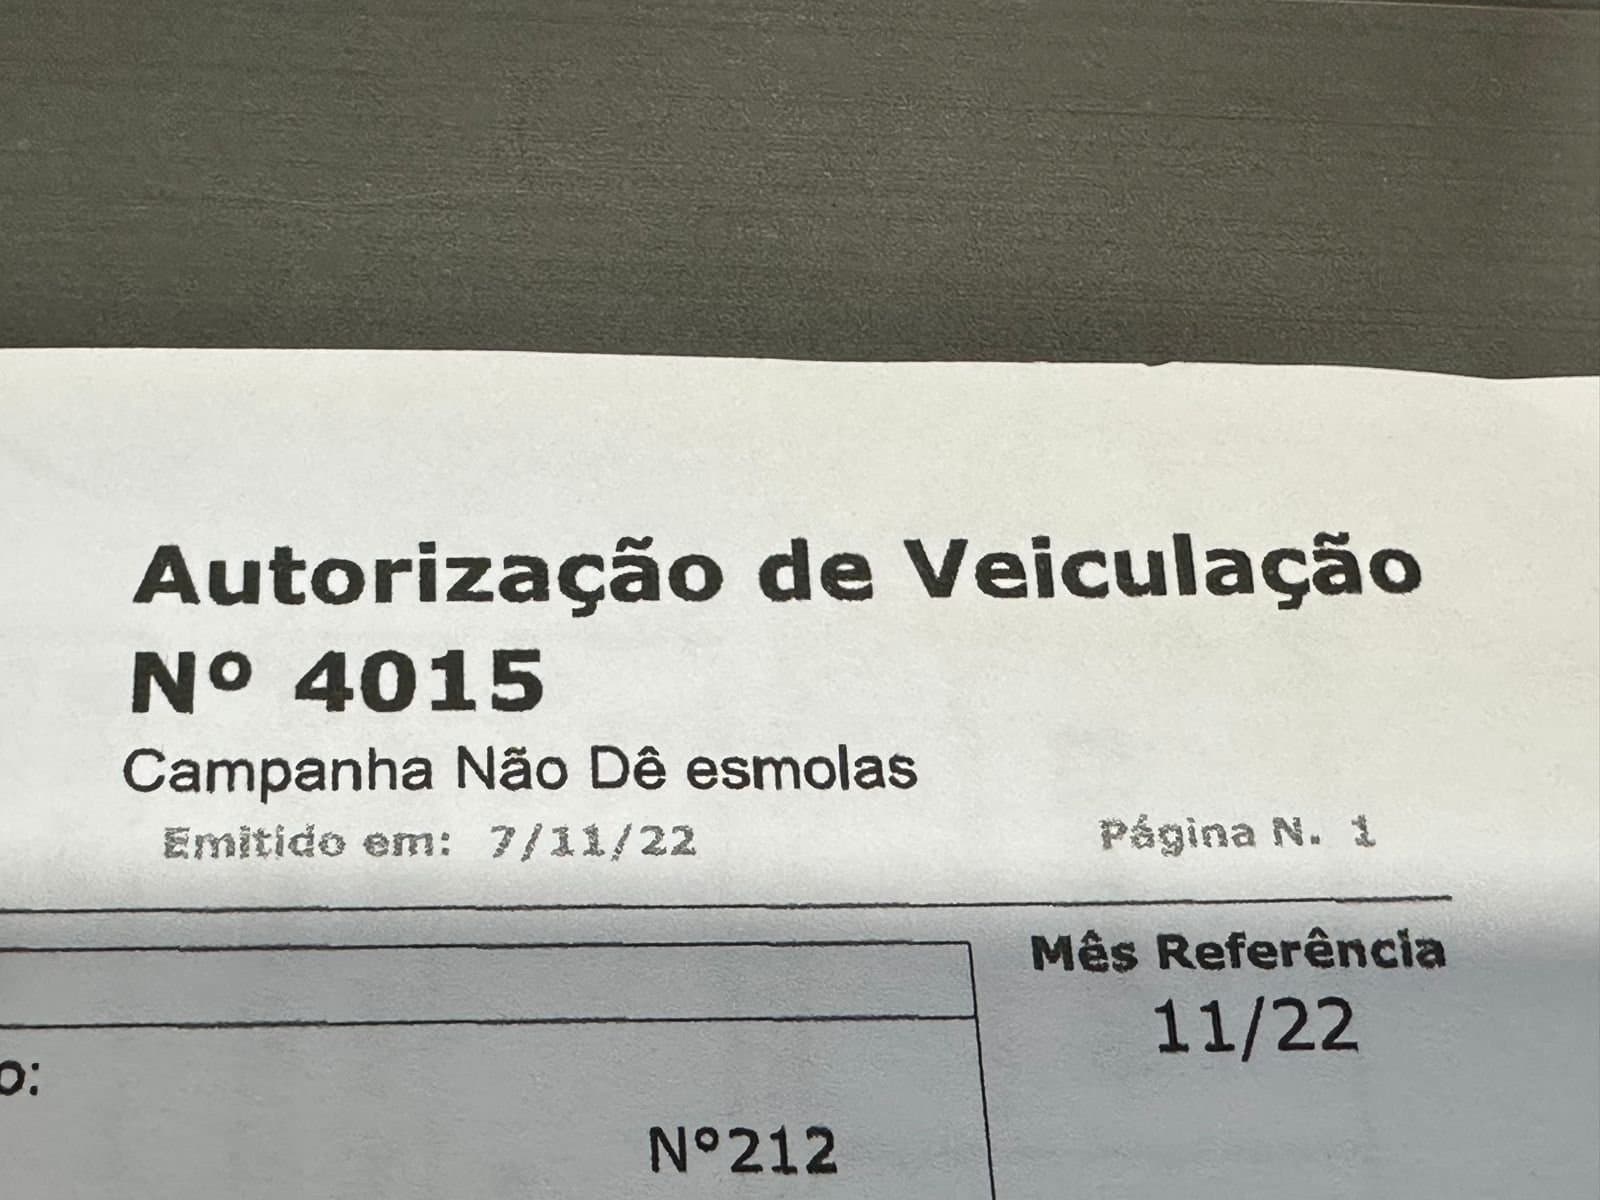 Autorização de Veiculação
Nº 4015
Campanha Não Dê esmolas
Emitido em: 7/11/22 Página N. 1
Mês Referência
11/22
o:
Nº212